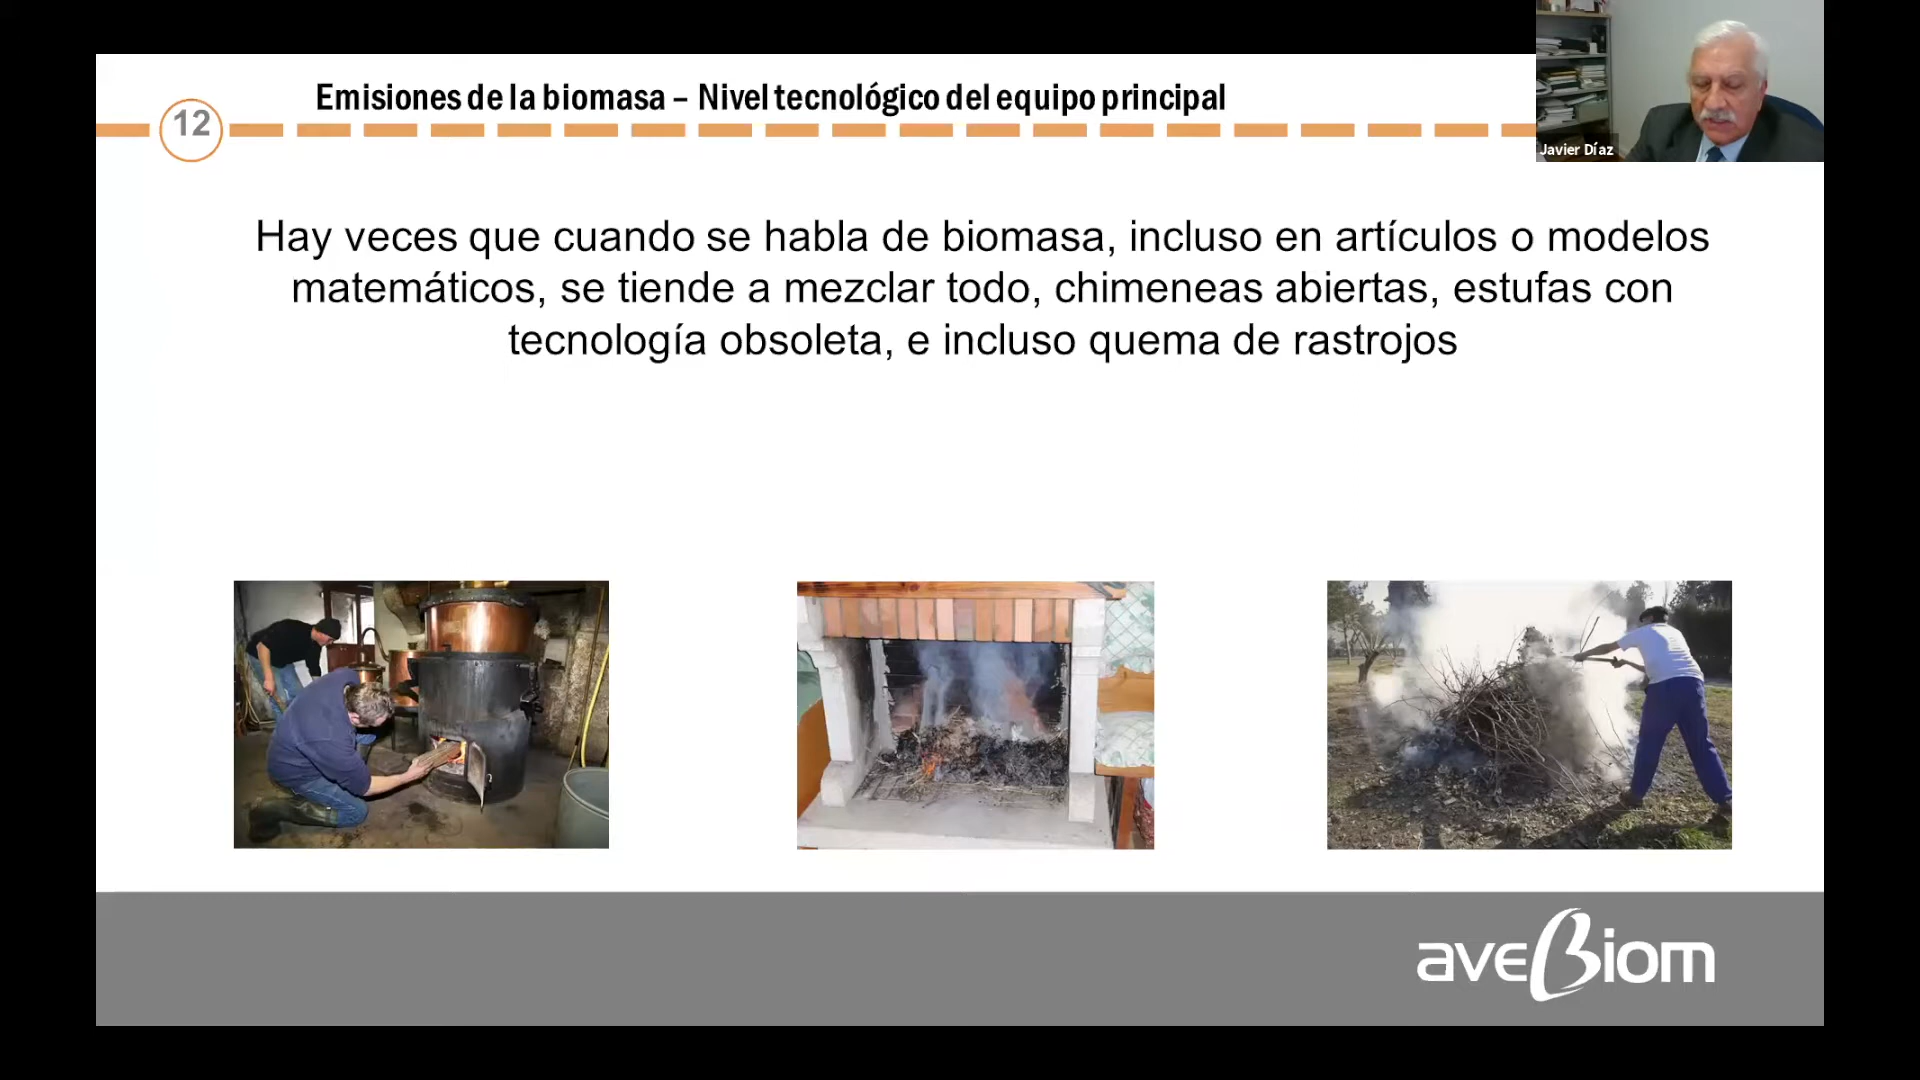 Emisiones de la biomasa – Nivel tecnológico del equipo principal
12
Javier Díaz
Hay veces que cuando se habla de biomasa, incluso en artículos o modelos
matemáticos, se tiende a mezclar todo, chimeneas abiertas, estufas con
tecnología obsoleta, e incluso quema de rastrojos
aveBiom